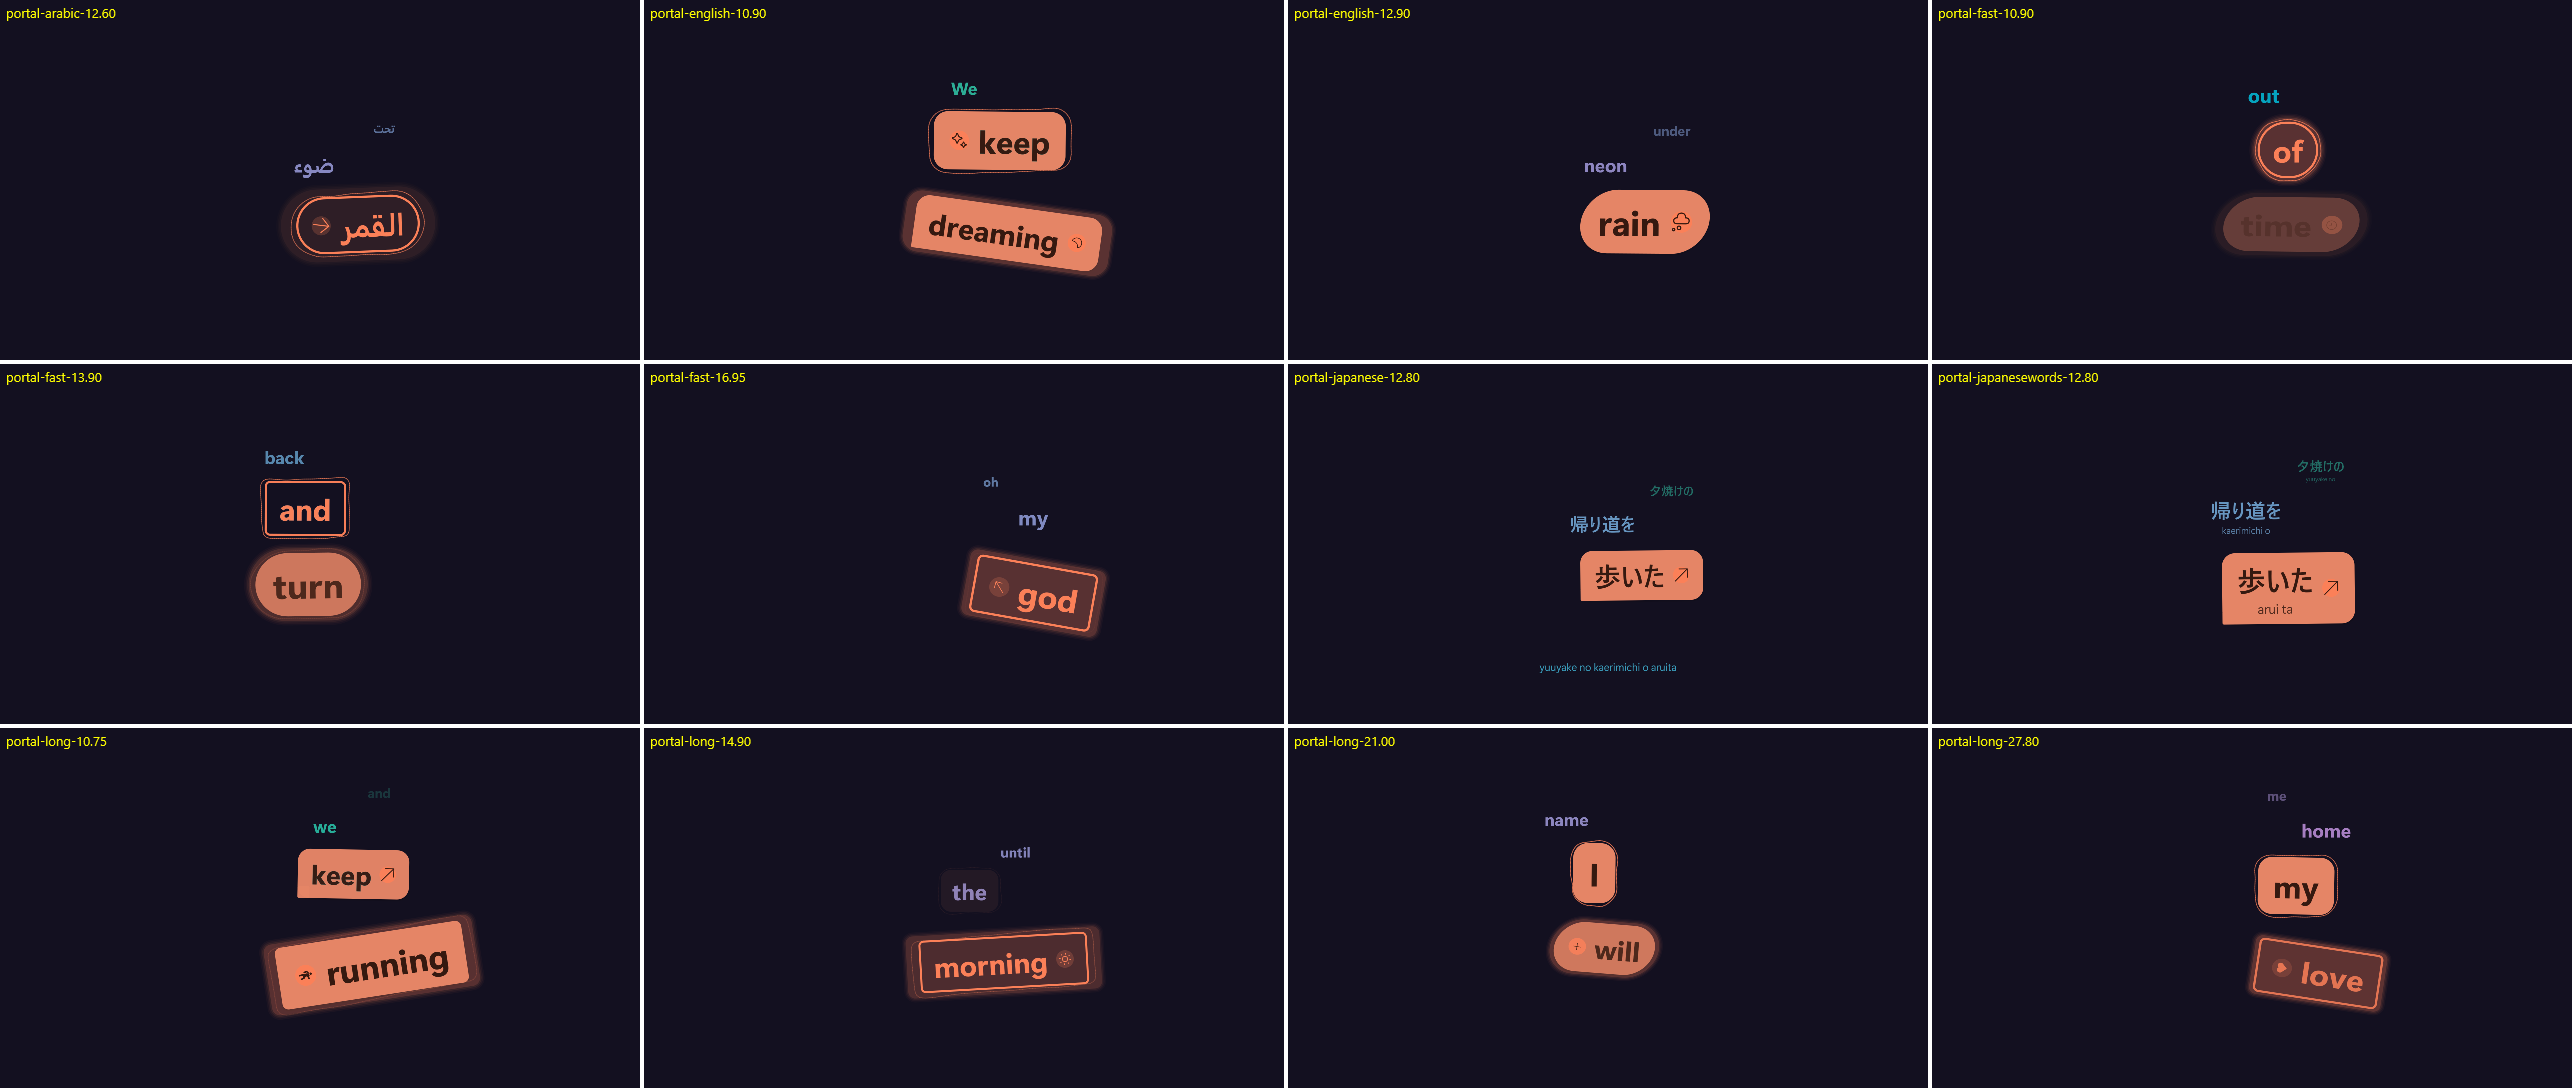 portal-arabic-12.60
تحت
ضوء
القمر
portal-english-10.90
We
keep
dreaming
portal-english-12.90
under
neon
rain
portal-fast-10.90
out
of
time
portal-fast-13.90
back
and
turn
portal-fast-16.95
oh
my
god
portal-japanese-12.80
夕焼けの
帰り道を
歩いた
yuuyake no kaerimichi o aruita
portal-japanesewords-12.80
夕焼けの
yuuyake no
帰り道を
kaerimichi o
歩いた
arui ta
portal-long-10.75
and
we
keep
running
portal-long-14.90
until
the
morning
portal-long-21.00
name
I
will
portal-long-27.80
me
home
my
love